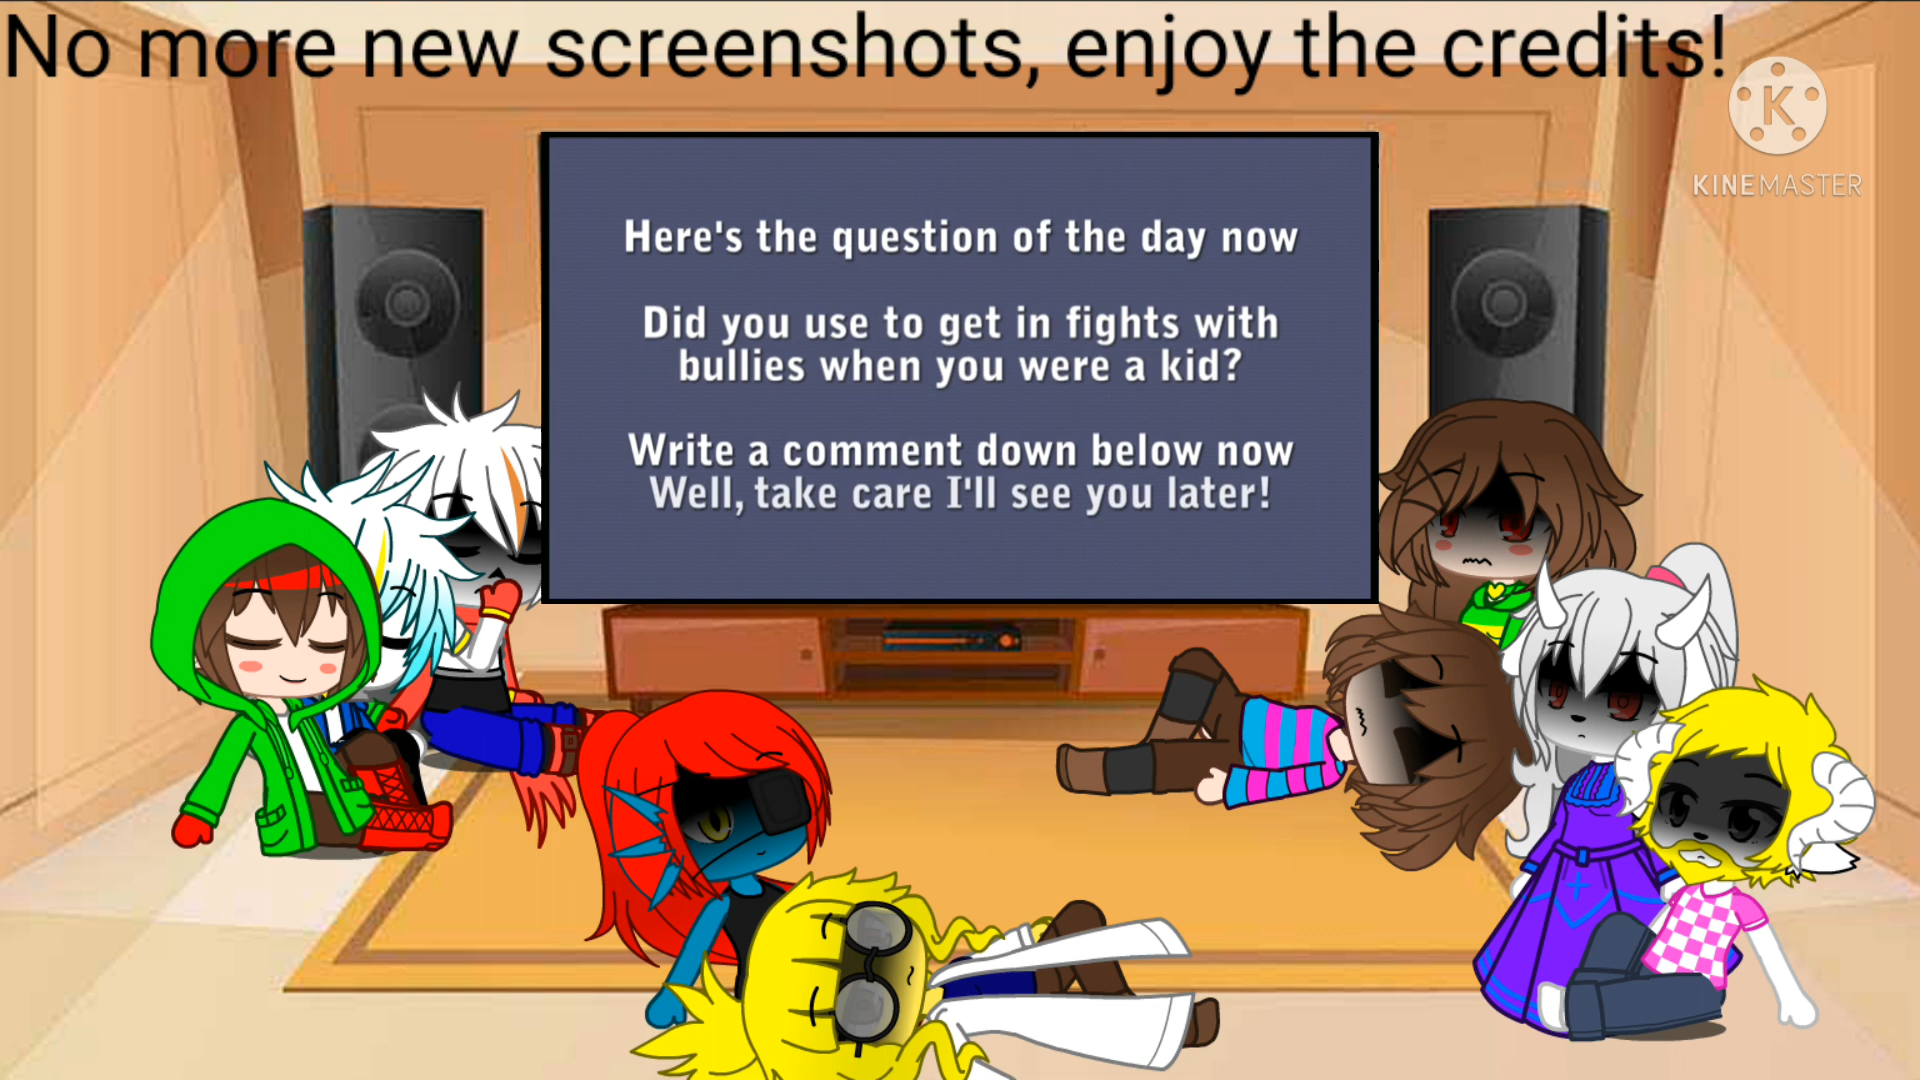 No more new screenshots, enjoy the credits!
K
KINEMASTER
Here's the question of the day now
Did you use to get in fights with
bullies when you were a kid?
Write a comment down below now
Well, take care I'll see you later!